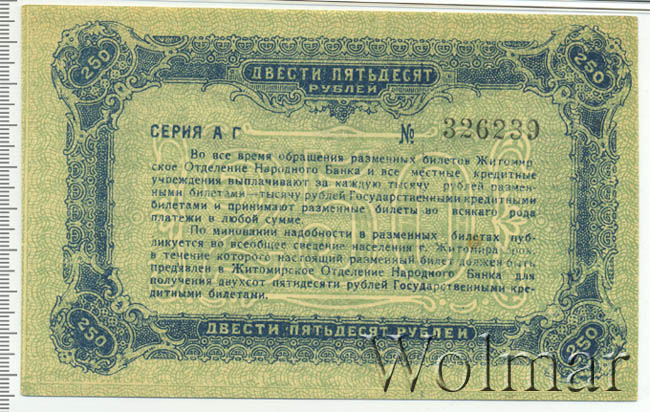 250 250
ДВЕСТИ ПЯТЬДЕСЯТ
РУБЛЕЙ
СЕРИЯ А Г № 326239
Во все время обращения разменных билетов Житомир-
ское Отделение Народного Банка и все местные кредитные
учреждения выплачивают за каждую тысячу рублей размен-
ными билетами—тысячу рублей Государственными кредитными
билетами и принимают разменные билеты во всякаго рода
платежи в любой сумме.
По миновании надобности в разменных билетах пуб-
ликуется во всеобщее сведение населения г. Житомира срок,
в течение которого настоящий разменный билет должен быть
пред'явлен в Житомирское Отделение Народного Банка для
получения двухсот пятидесяти рублей Государственными кре-
дитными билетами.
250 ДВЕСТИ ПЯТЬДЕСЯТ РУБЛЕЙ 250
Wolmar